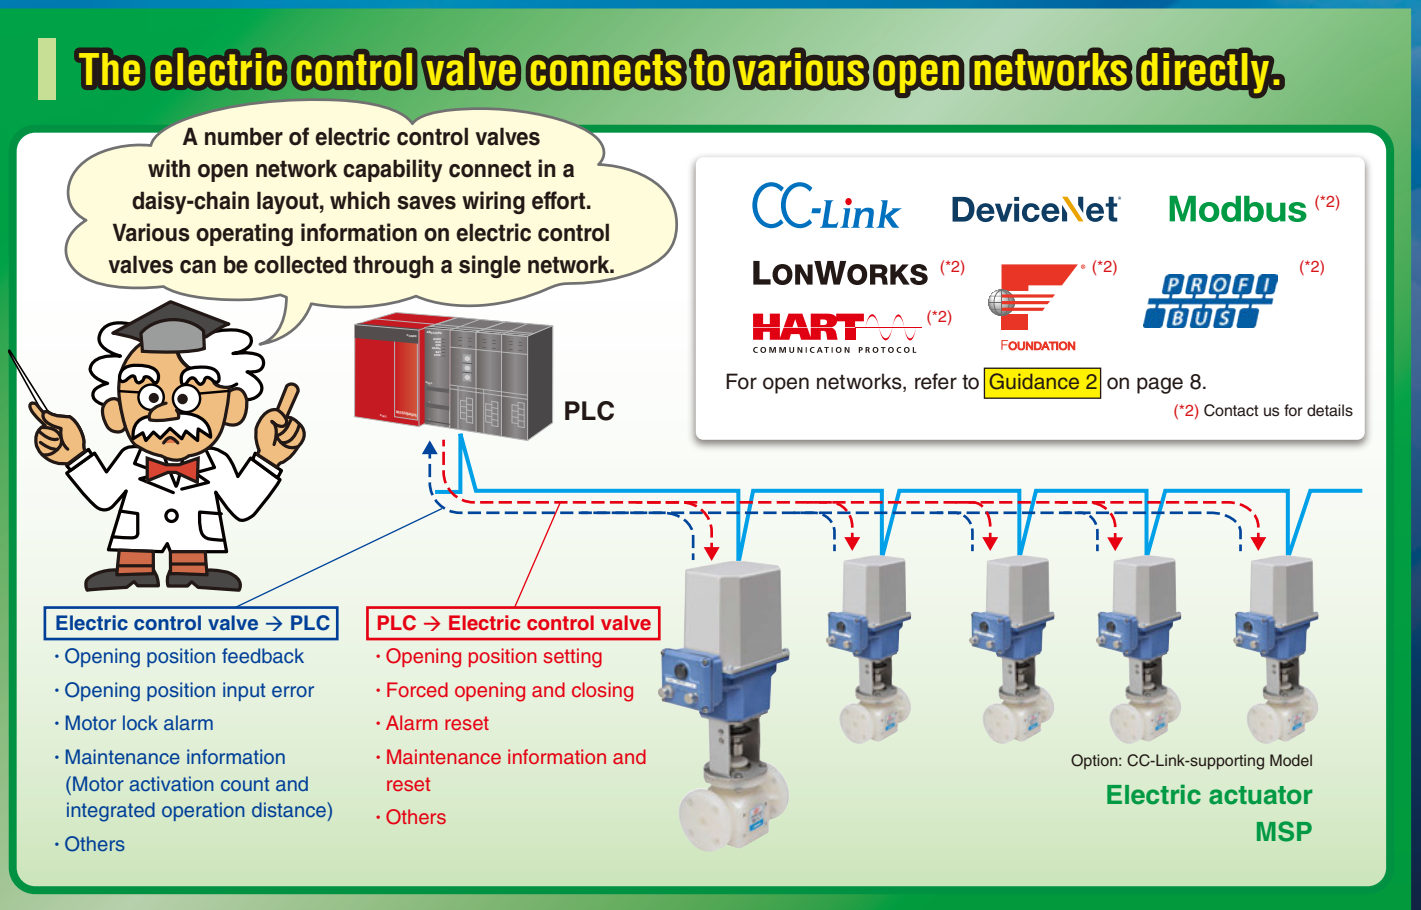 The electric control valve connects to various open networks directly.
A number of electric control valves
with open network capability connect in a
daisy-chain layout, which saves wiring effort.
Various operating information on electric control
valves can be collected through a single network.
PLC
CC-Link
DeviceNet
Modbus (*2)
LONWORKS (*2)
HART (*2)
COMMUNICATION PROTOCOL
F (*2)
FOUNDATION
PROFI
BUS
(*2)
For open networks, refer to Guidance 2 on page 8.
(*2) Contact us for details
Electric control valve → PLC
· Opening position feedback
· Opening position input error
· Motor lock alarm
· Maintenance information
(Motor activation count and
integrated operation distance)
· Others
PLC → Electric control valve
· Opening position setting
· Forced opening and closing
· Alarm reset
· Maintenance information and
reset
· Others
Option: CC-Link-supporting Model
Electric actuator
MSP